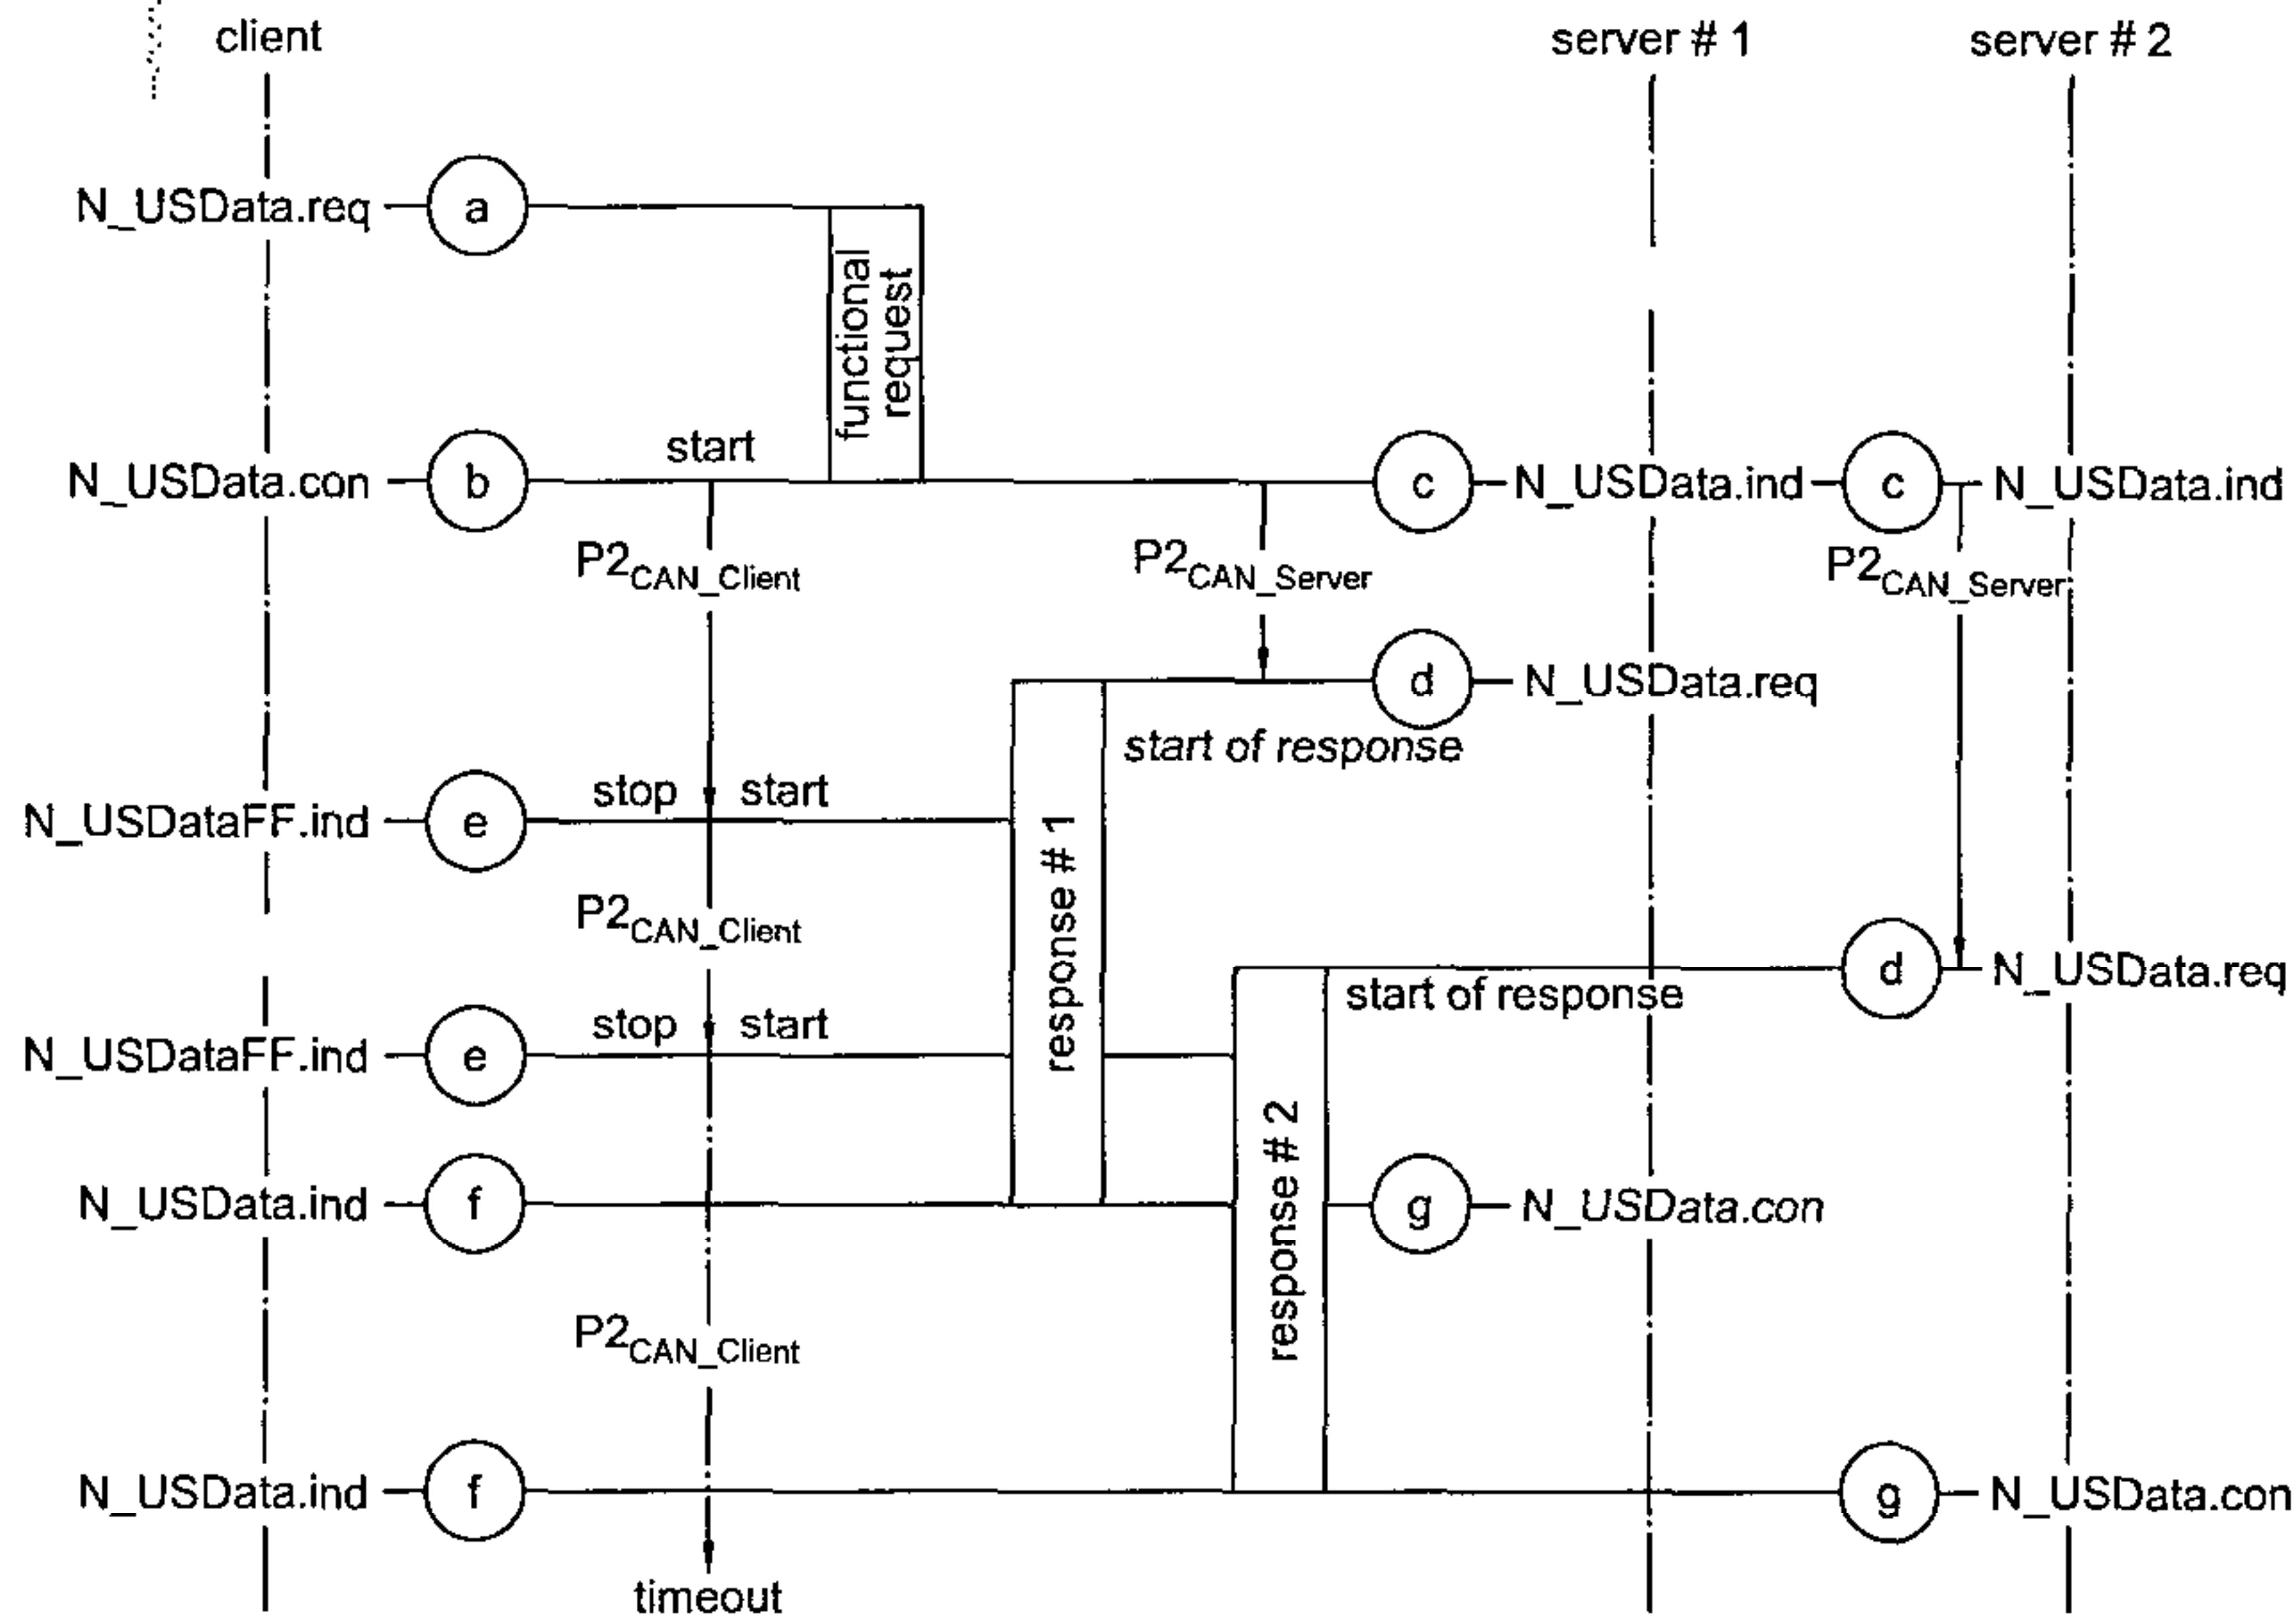 client
server # 1
server # 2
N_USData.req
a
functional
request
N_USData.con
b
start
c
N_USData.ind
c
N_USData.ind
P2CAN_Client
P2CAN_Server
P2CAN_Server
d
N_USData.req
start of response
N_USDataFF.ind
e
stop
start
response # 1
P2CAN_Client
d
N_USData.req
start of response
N_USDataFF.ind
e
stop
start
response # 2
N_USData.ind
f
g
N_USData.con
P2CAN_Client
N_USData.ind
f
g
N_USData.con
timeout